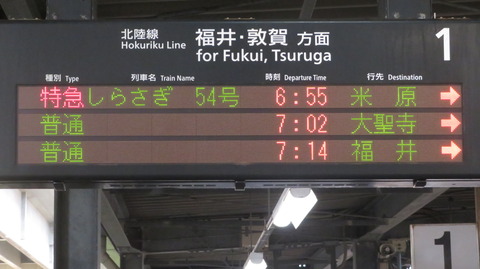 北陸線 福井・敦賀 方面 1
Hokuriku Line for Fukui, Tsuruga
種別 Type 列車名 Train Name 時刻 Departure Time 行先 Destination
特急 しらさぎ 54号 6:55 米原 →
普通 7:02 大聖寺 →
普通 7:14 福井 →
1